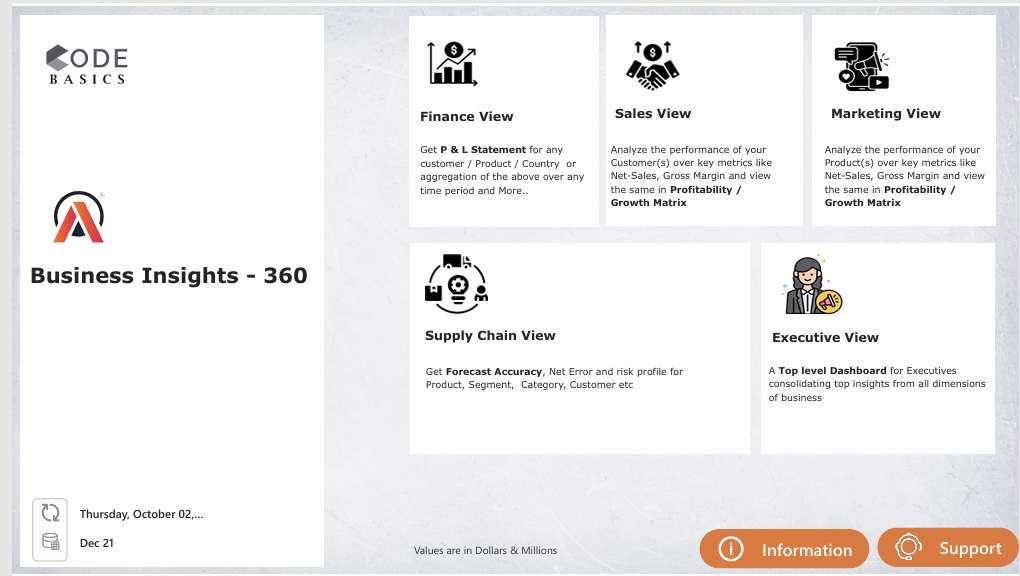 CODE
BASICS
Business Insights - 360
Thursday, October 02,...
Dec 21
Finance View
Get P & L Statement for any
customer / Product / Country or
aggregation of the above over any
time period and More..
Sales View
Analyze the performance of your
Customer(s) over key metrics like
Net-Sales, Gross Margin and view
the same in Profitability /
Growth Matrix
Marketing View
Analyze the performance of your
Product(s) over key metrics like
Net-Sales, Gross Margin and view
the same in Profitability /
Growth Matrix
Supply Chain View
Get Forecast Accuracy, Net Error and risk profile for
Product, Segment, Category, Customer etc
Executive View
A Top level Dashboard for Executives
consolidating top insights from all dimensions
of business
Values are in Dollars & Millions
Information
Support